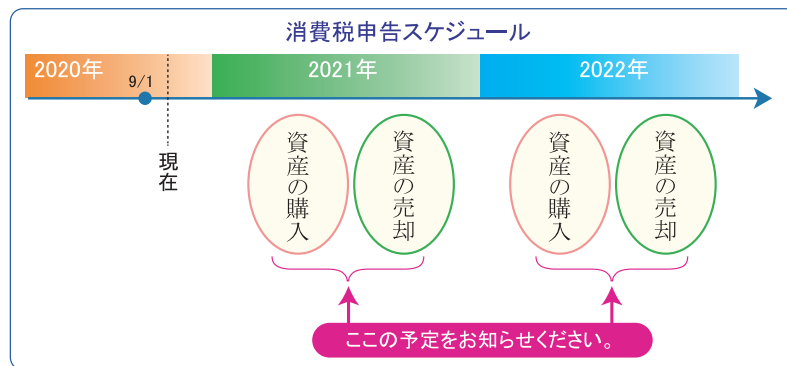 消費税申告スケジュール
2020年
2021年
2022年
9/1
現在
資産の購入
資産の売却
資産の購入
資産の売却
ここの予定をお知らせください。